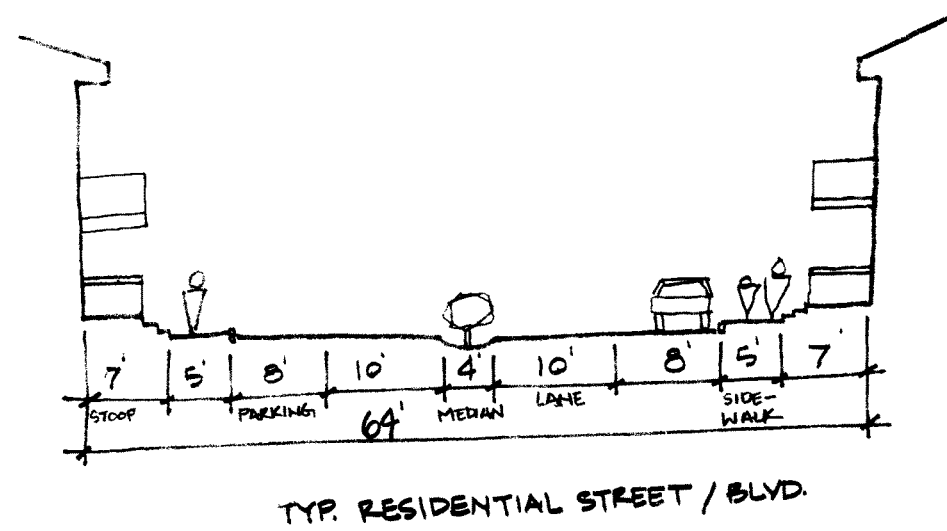 7' 5' 8' 10' 4' 10' 8' 5' 7'
STOOP PARKING MEDIAN LANE SIDE-
WALK
64'
TYP. RESIDENTIAL STREET / BLVD.